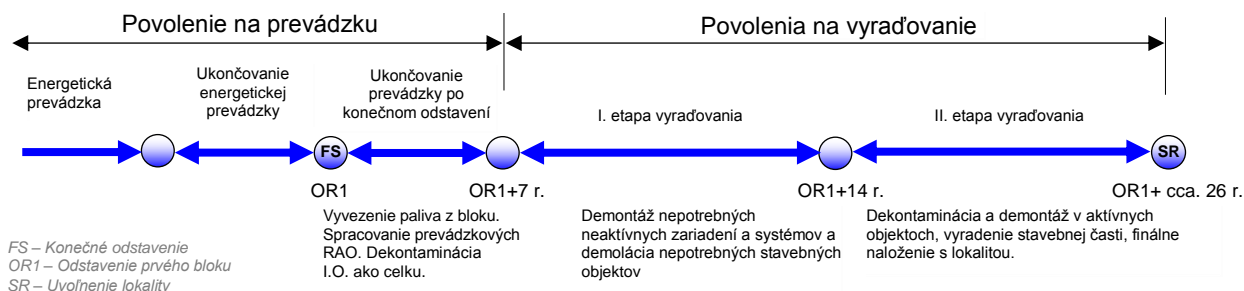 Povolenie na prevádzku
Povolenia na vyraďovanie
Energetická
prevádzka
Ukončovanie
energetickej
prevádzky
Ukončovanie
prevádzky po
konečnom odstavení
I. etapa vyraďovania
II. etapa vyraďovania
FS
SR
OR1
OR1+7 r.
OR1+14 r.
OR1+ cca. 26 r.
Vyvezenie paliva z bloku.
Spracovanie prevádzkových
RAO. Dekontaminácia
I.O. ako celku.
Demontáž nepotrebných
neaktívnych zariadení a systémov a
demolácia nepotrebných stavebných
objektov
Dekontaminácia a demontáž v aktívnych
objektoch, vyradenie stavebnej časti, finálne
naloženie s lokalitou.
FS – Konečné odstavenie
OR1 – Odstavenie prvého bloku
SR – Uvoľnenie lokality